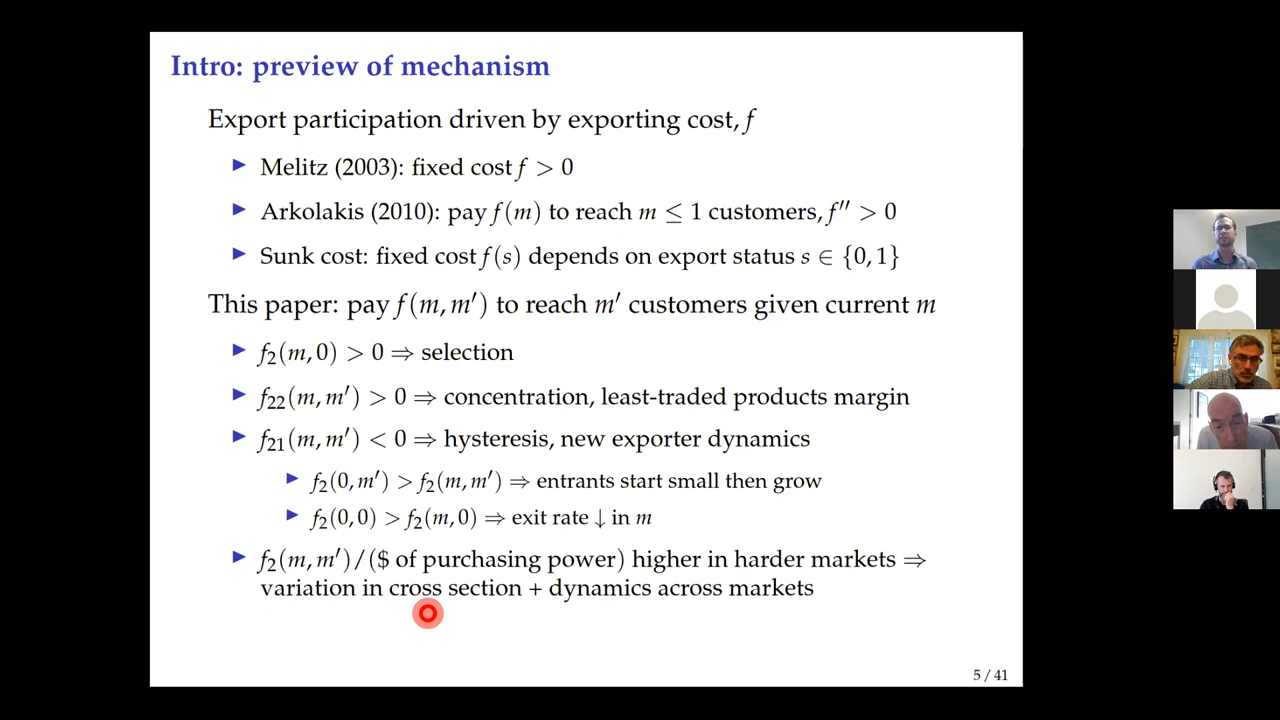 Intro: preview of mechanism
Export participation driven by exporting cost, f
▶ Melitz (2003): fixed cost f > 0
▶ Arkolakis (2010): pay f(m) to reach m ≤ 1 customers, f″ > 0
▶ Sunk cost: fixed cost f(s) depends on export status s ∈ {0, 1}
This paper: pay f(m, m′) to reach m′ customers given current m
▶ f₂(m, 0) > 0 ⇒ selection
▶ f₂₂(m, m′) > 0 ⇒ concentration, least-traded products margin
▶ f₂₁(m, m′) < 0 ⇒ hysteresis, new exporter dynamics
▶ f₂(0, m′) > f₂(m, m′) ⇒ entrants start small then grow
▶ f₂(0, 0) > f₂(m, 0) ⇒ exit rate ↓ in m
▶ f₂(m, m′)/($ of purchasing power) higher in harder markets ⇒
variation in cross section + dynamics across markets
5 / 41